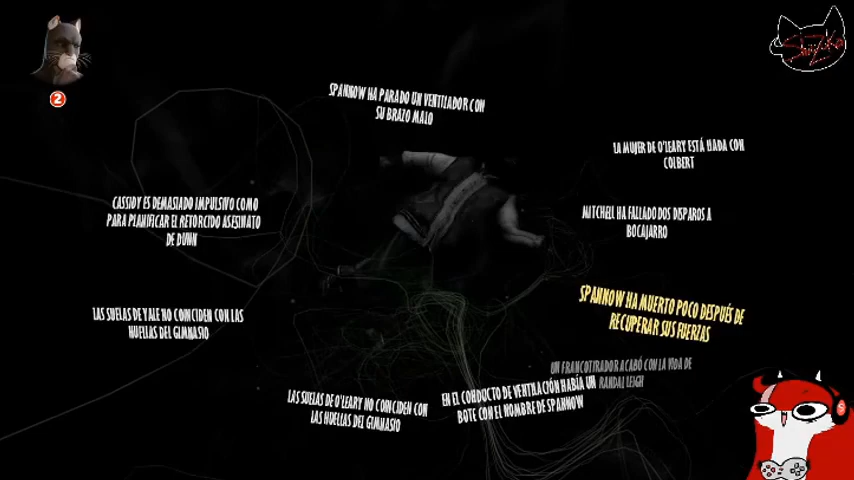 SPANNOW HA PARADO UN VENTILADOR CON
SU BRAZO MALO
LA MUJER DE O'LEARY ESTÁ LIADA CON
COLBERT
CASSIDY ES DEMASIADO IMPULSIVO COMO
PARA PLANIFICAR EL RETORCIDO ASESINATO
DE DUNN
MITCHELL HA FALLADO DOS DISPAROS A
BOCAJARRO
SPANNOW HA MUERTO POCO DESPUÉS DE
RECUPERAR SUS FUERZAS
LAS SUELAS DE YALE NO COINCIDEN CON LAS
HUELLAS DEL GIMNASIO
UN FRANCOTIRADOR ACABÓ CON LA VIDA DE
RANDAL LEIGH
LAS SUELAS DE O'LEARY NO COINCIDEN CON
LAS HUELLAS DEL GIMNASIO
EN EL CONDUCTO DE VENTILACIÓN HABÍA UN
BOTE CON EL NOMBRE DE SPANNOW
2